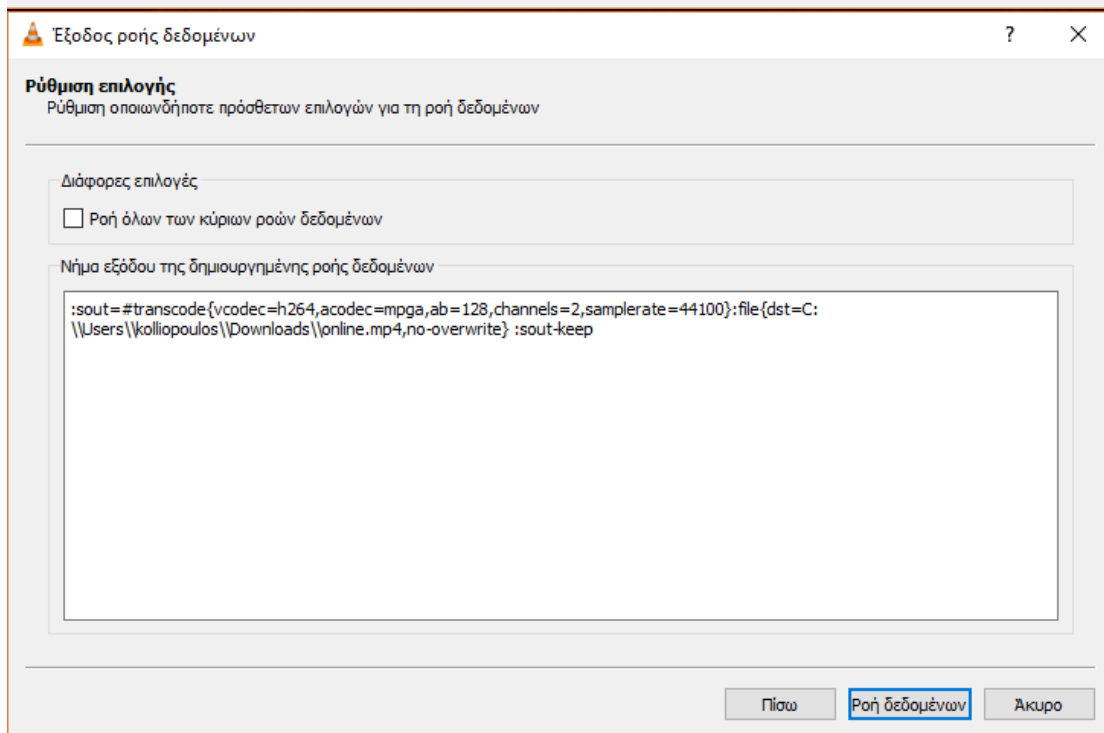 Έξοδος ροής δεδομένων
?
Ρύθμιση επιλογής
Ρύθμιση οποιωνδήποτε πρόσθετων επιλογών για τη ροή δεδομένων
Διάφορες επιλογές
Ροή όλων των κύριων ροών δεδομένων
Νήμα εξόδου της δημιουργημένης ροής δεδομένων
:sout=#transcode{vcodec=h264,acodec=mpga,ab=128,channels=2,samplerate=44100}:file{dst=C:
\\Users\\kolliopoulos\\Downloads\\online.mp4,no-overwrite} :sout-keep
Πίσω
Ροή δεδομένων
Άκυρο